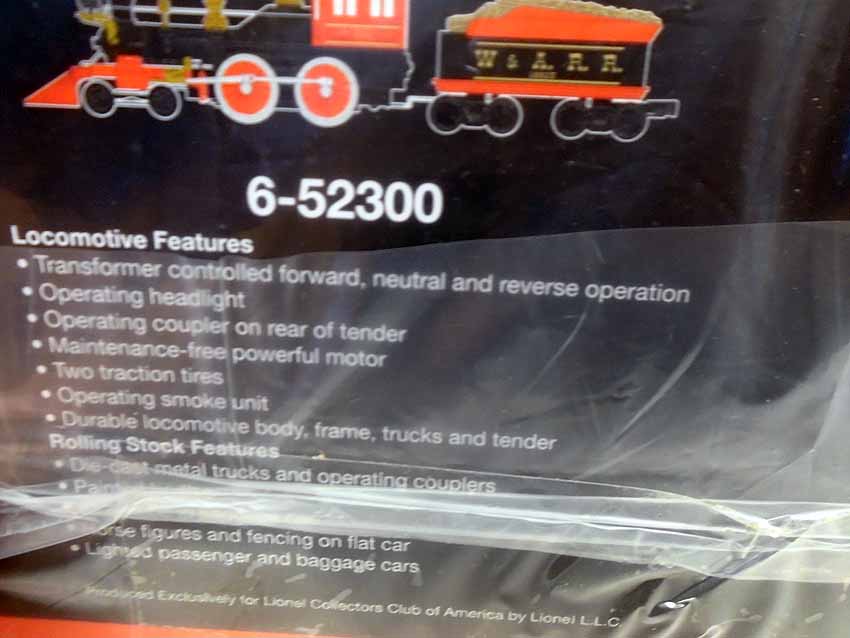 W & A. R. R.
6-52300
Locomotive Features
• Transformer controlled forward, neutral and reverse operation
• Operating headlight
• Operating coupler on rear of tender
• Maintenance-free powerful motor
• Two traction tires
• Operating smoke unit
• Durable locomotive body, frame, trucks and tender
Rolling Stock Features
• Die-cast metal trucks and operating couplers
•
figures and fencing on flat car
• Lighted passenger and baggage cars
Produced Exclusively for Lionel Collectors Club of America by Lionel L.L.C.